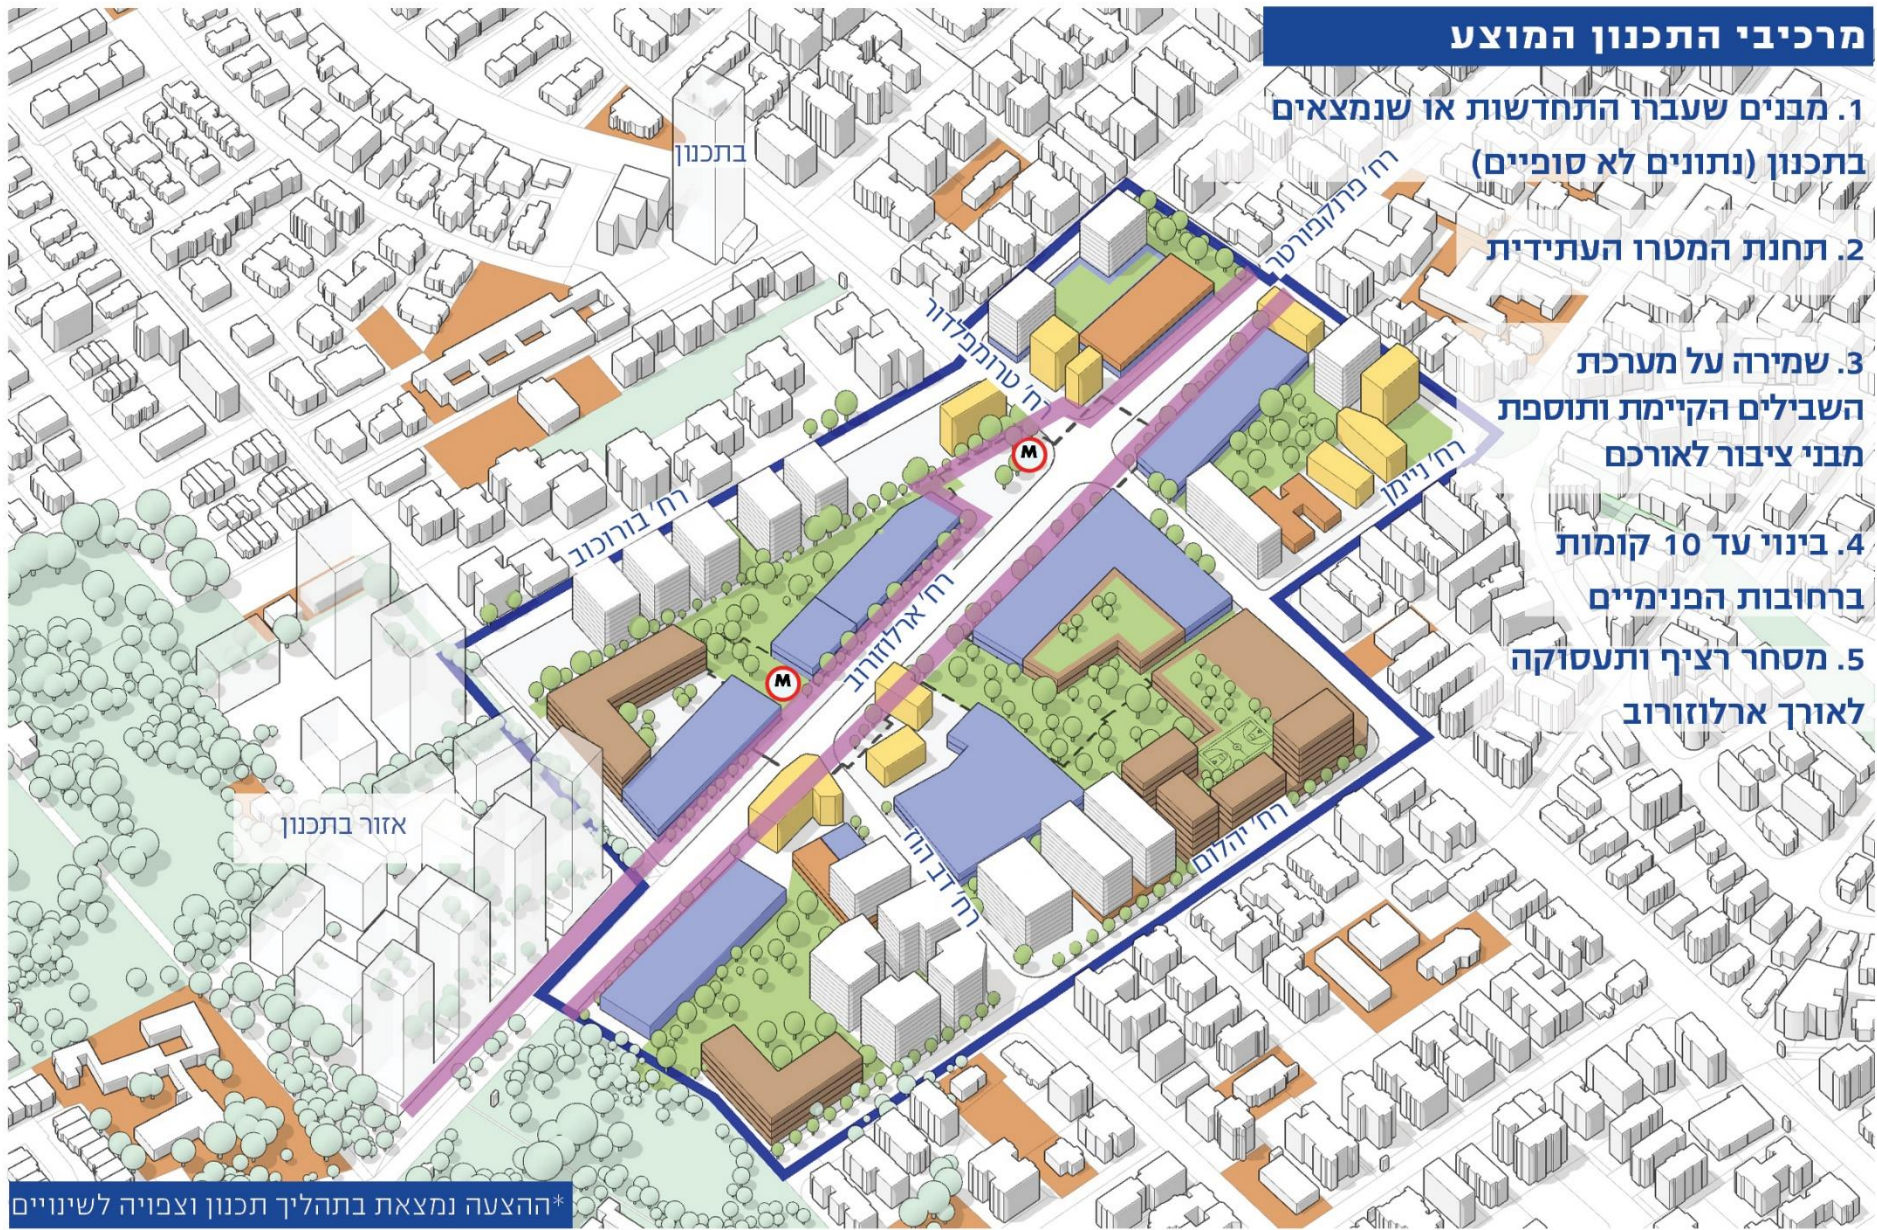 מרכיבי התכנון המוצע
1. מבנים שעברו התחדשות או שנמצאים
בתכנון (נתונים לא סופיים)
2. תחנת המטרו העתידית
3. שמירה על מערכת
השבילים הקיימת ותוספת
מבני ציבור לאורכם
4. בינוי עד 10 קומות
ברחובות הפנימיים
5. מסחר רציף ותעסוקה
לאורך ארלוזורוב
בתכנון
רח' פרנקפורטר
רח' טרומפלדור
M
רח' ניימן
רח' בורוכוב
רח' ארלוזורוב
M
אזור בתכנון
רח' דב הוז
רח' יהלום
*ההצעה נמצאת בתהליך תכנון וצפויה לשינויים